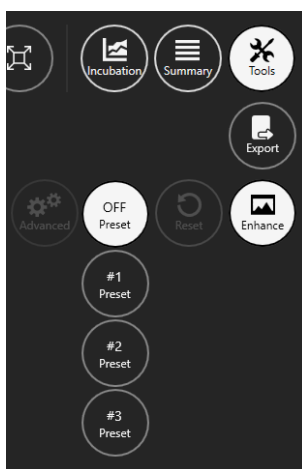 Incubation
Summary
Tools
Export
Advanced
OFF
Preset
Reset
Enhance
#1
Preset
#2
Preset
#3
Preset